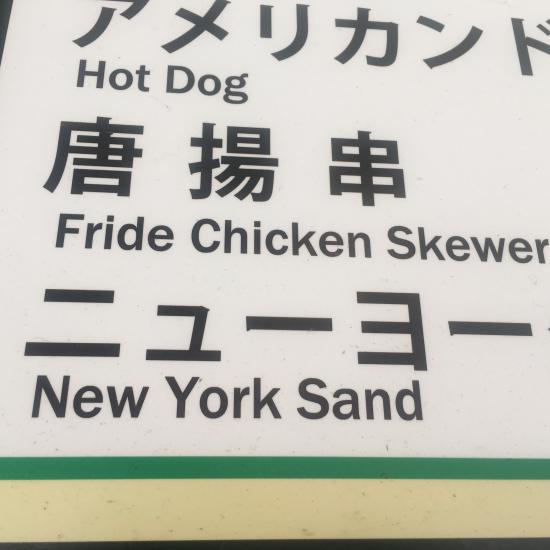 アメリカンド
Hot Dog
唐揚串
Fride Chicken Skewer
ニューヨー
New York Sand